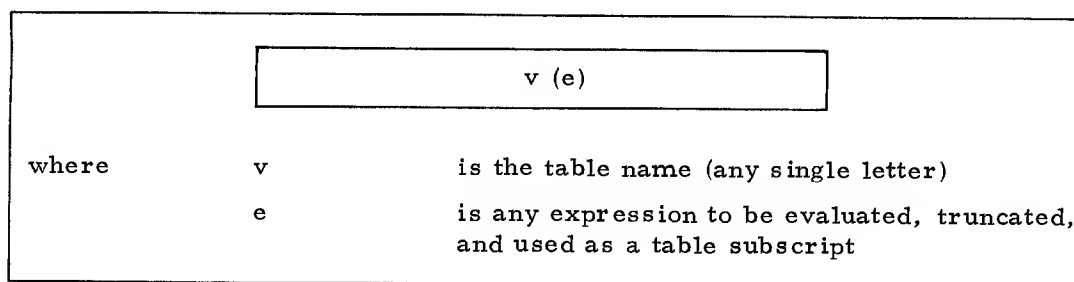 v (e)
where v is the table name (any single letter)
e is any expression to be evaluated, truncated,
and used as a table subscript